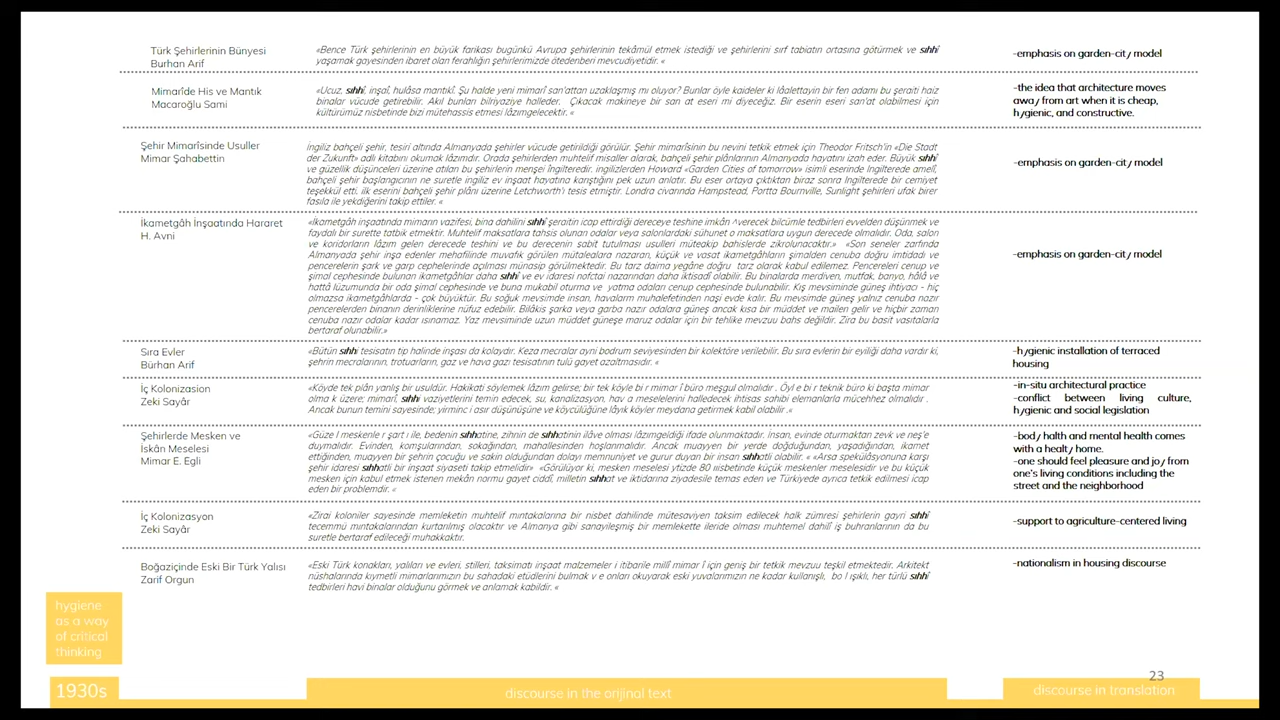 Türk Şehirlerinin Bünyesi
Burhan Arif
«Bence Türk şehirlerinin en büyük farikası bugünkü Avrupa şehirlerinin tekâmül etmek istediği ve şehirlerini sırf tabiatın ortasına götürmek ve sıhhî
yaşamak gayesinden ibaret olan ferahlığın şehirlerimizde ötedenberi mevcudiyetidir. «
-emphasis on garden-city model
Mimarîde His ve Mantık
Macaroğlu Sami
«Ucuz, sıhhî, inşaî, hulâsa mantıkî. Şu halde yeni mimarî san'attan uzaklaşmış mı oluyor? Bunlar öyle kaideler ki lâalettayin bir fen adamı bu şeraiti haiz
binalar vücude getirebilir. Akıl bunları bilriyaziye halleder. Çıkacak makineye bir san at eseri mi diyeceğiz. Bir eserin eseri san'at olabilmesi için
kültürümüz nisbetinde bizi mütehassis etmesi lâzımgelecektir. «
-the idea that architecture moves
away from art when it is cheap,
hygienic, and constructive.
Şehir Mimarîsinde Usuller
Mimar Şahabettin
İngiliz bahçeli şehir, tesiri altında Almanyada şehirler vücude getirildiği görülür. Şehir mimarîsinin bu nevini tetkik etmek için Theodor Fritsch'in «Die Stadt
der Zukunft» adlı kitabını okumak lâzımdır. Orada şehirlerden muhtelif misaller alarak, bahçeli şehir plânlarının Almanyada hayatını izah eder. Büyük sıhhî
ve güzellik düşünceleri üzerine atılan bu şehirlerin menşei İngilteredir. ingilizlerden Howard «Garden Cities of tomorrow» isimli eserinde Ingilterede amelî,
bahçeli şehir başlangıcının ne suretle ingiliz ev inşaat hayatına karıştığını pek uzun anlatır. Bu eser ortaya çıktıktan biraz sonra Ingilterede bir cemiyet
teşekkül etti, ilk eserini bahçeli şehir plânı üzerine Letchworth'ı tesis etmiştir. Londra civarında Hampstead, Portta Bournville, Sunlight şehirleri ufak birer
fasıla ile yekdiğerini takip ettiler. «
-emphasis on garden-city model
İkametgâh İnşaatında Hararet
H. Avni
«İkametgâh inşaatında mimarın vazifesi, bina dahilini sıhhî şeraitin icap ettirdiği dereceye teshine imkân ^verecek bilcümle tedbirleri evvelden düşünmek ve
faydalı bir surette tatbik etmektir. Muhtelif maksatlara tahsis olunan odalar veya salonlardaki sühunet o maksatlara uygun derecede olmalıdır. Oda, salon
ve koridorların lâzım gelen derecede teshini ve bu derecenin sabit tutulması usulleri müteakip bahislerde zikrolunacaktır.» «Son seneler zarfında
Almanyada şehir inşa edenler mehafilinde muvafık görülen mütalealara nazaran, küçük ve vasat ikametgâhların şimalden cenuba doğru imtidadı ve
pencerelerin şark ve garp cephelerinde açılması münasip görülmektedir. Bu tarz daima yegâne doğru tarz olarak kabul edilemez. Pencereleri cenup ve
şimal cephesinde bulunan ikametgâhlar daha sıhhî ve ev idaresi nofctai nazarından daha iktisadî olabilir. Bu binalarda merdiven, mutfak, banyo, hâlâ ve
hattâ lüzumunda bir oda şimal cephesinde ve buna mukabil oturma ve yatma odaları cenup cephesinde bulunabilir. Kış mevsiminde güneş ihtiyacı - hiç
olmazsa ikametgâhlarda - çok büyüktür. Bu soğuk mevsimde insan, havaların muhalefetinden naşi evde kalır. Bu mevsimde güneş yalnız cenuba nazır
pencerelerden binanın derinliklerine nüfuz edebilir. Bilâkis şarka veya garba nazır odalara güneş ancak kısa bir müddet ve mailen gelir ve hiçbir zaman
cenuba nazır odalar kadar ısınamaz. Yaz mevsiminde uzun müddet güneşe maruz odalar için bir tehlike mevzuu bahs değildir. Zira bu basit vasıtalarla
bertaraf olunabilir.»
-emphasis on garden-city model
Sıra Evler
Bürhan Arif
«Bütün sıhhi tesisatın tip halinde inşası da kolaydır. Keza mecralar ayni bodrum seviyesinden bir kolektöre verilebilir. Bu sıra evlerin bir eyiliği daha vardır ki,
şehrin mecralarının, trotuarların, gaz ve hava gazı tesisatının tulü gayet azaltmasıdır. «
-hygienic installation of terraced
housing
İç Kolonizasion
Zeki Sayâr
«Köyde tek plân yanlış bir usuldür. Hakikati söylemek lâzım gelirse; bir tek köyle bi r mimar î büro meşgul olmalıdır . Öyl e bi r teknik büro ki başta mimar
olma k üzere; mimarî, sıhhi vaziyetlerini temin edecek, su, kanalizasyon, hav a meselelerini halledecek ihtisas sahibi elemanlarla mücehhez olmalıdır .
Ancak bunun temini sayesinde; yirminc i asır düşünüşüne ve köycülüğüne lâyık köyler meydana getirmek kabil olabilir .«
-in-situ architectural practice
-conflict between living culture,
hygienic and social legislation
Şehirlerde Mesken ve
İskân Meselesi
Mimar E. Egli
«Güze l meskenle r şart ı ile, bedenin sıhhatine, zihnin de sıhhatinin ilâve olması lâzımgeldiği ifade olunmaktadır. İnsan, evinde oturmaktan zevk ve neş'e
duymalıdır. Evinden, komşularından, sokağından, mahallesinden hoşlanmalıdır. Ancak muayyen bir yerde doğduğundan, yaşadığından, ikamet
ettiğinden, muayyen bir şehrin çocuğu ve sakin olduğundan dolayı memnuniyet ve gurur duyan bir insan sıhhatli olabilir. « «Arsa spekülâsyonuna karşı
şehir idaresi sıhhatli bir inşaat siyaseti takip etmelidir» «Görülüyor ki, mesken meselesi ytizde 80 nisbetinde küçük meskenler meselesidir ve bu küçük
mesken için kabul etmek istenen mekân normu gayet ciddî, milletin sıhhat ve iktidarına ziyadesile temas eden ve Türkiyede ayrıca tetkik edilmesi icap
eden bir problemdir. «
-body halth and mental health comes
with a healty home.
-one should feel pleasure and joy from
one's living conditions including the
street and the neighborhood
İç Kolonizasyon
Zeki Sayâr
«Zirai koloniler sayesinde memleketin muhtelif mıntakalarına bir nisbet dahilinde mütesaviyen taksim edilecek halk zümresi şehirlerin gayri sıhhî
tecemmü mıntakalarından kurtarılmış olacaktır ve Almanya gibi sanayileşmiş bir memlekette ileride olması muhtemel dahilî iş buhranlarının da bu
suretle bertaraf edileceği muhakkaktır.
-support to agriculture-centered living
Boğaziçinde Eski Bir Türk Yalısı
Zarif Orgun
«Eski Türk konakları, yalıları ve evleri, stilleri, taksimatı inşaat malzemeler i itibarile millî mimar î için geniş bir tetkik mevzuu teşkil etmektedir. Arkitekt
nüshalarında kıymetli mimarlarımızın bu sahadaki etüdlerini bulmak v e onları okuyarak eski yuvalarımızın ne kadar kullanışlı, bo l ışıklı, her türlü sıhhî
tedbirleri havi binalar olduğunu görmek ve anlamak kabildir. «
-nationalism in housing discourse
hygiene
as a way
of critical
thinking
23
1930s
discourse in the orijinal text
discourse in translation